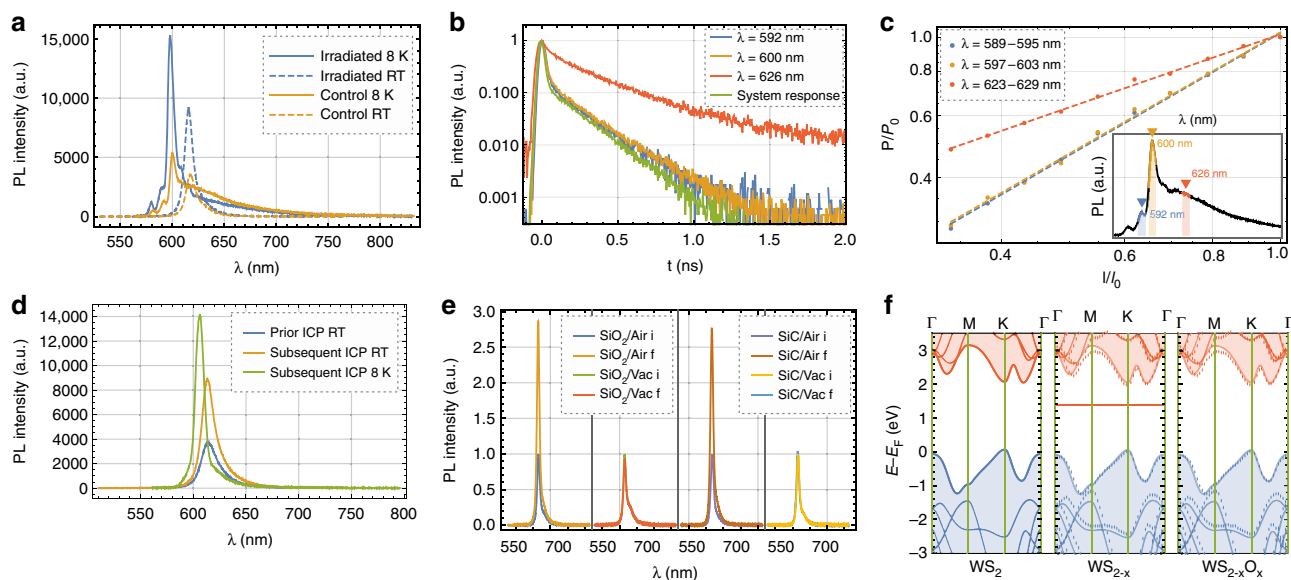 a
15,000
10,000
5000
0
PL intensity (a.u.)
550 600 650 700 750 800
λ (nm)
Irradiated 8 K
Irradiated RT
Control 8 K
Control RT
b
1
0.100
0.010
0.001
PL intensity (a.u.)
0.0 0.5 1.0 1.5 2.0
t (ns)
λ = 592 nm
λ = 600 nm
λ = 626 nm
System response
c
1.0
0.8
0.6
0.4
P/P0
0.4 0.6 0.8 1.0
I/I0
λ = 589–595 nm
λ = 597–603 nm
λ = 623–629 nm
λ (nm)
PL (a.u.)
600 nm
626 nm
592 nm
d
14,000
12,000
10,000
8000
6000
4000
2000
0
PL intensity (a.u.)
500 550 600 650 700 750 800
λ (nm)
Prior ICP RT
Subsequent ICP RT
Subsequent ICP 8 K
e
3.0
2.5
2.0
1.5
1.0
0.5
0.0
PL intensity (a.u.)
550 700 550 700 550 700 550 700
λ (nm)
SiO2/Air i
SiO2/Air f
SiO2/Vac i
SiO2/Vac f
SiC/Air i
SiC/Air f
SiC/Vac i
SiC/Vac f
f
Γ M K Γ M K Γ M K Γ
3
2
1
0
−1
−2
−3
E–EF (eV)
WS2
WS2-x
WS2-xOx